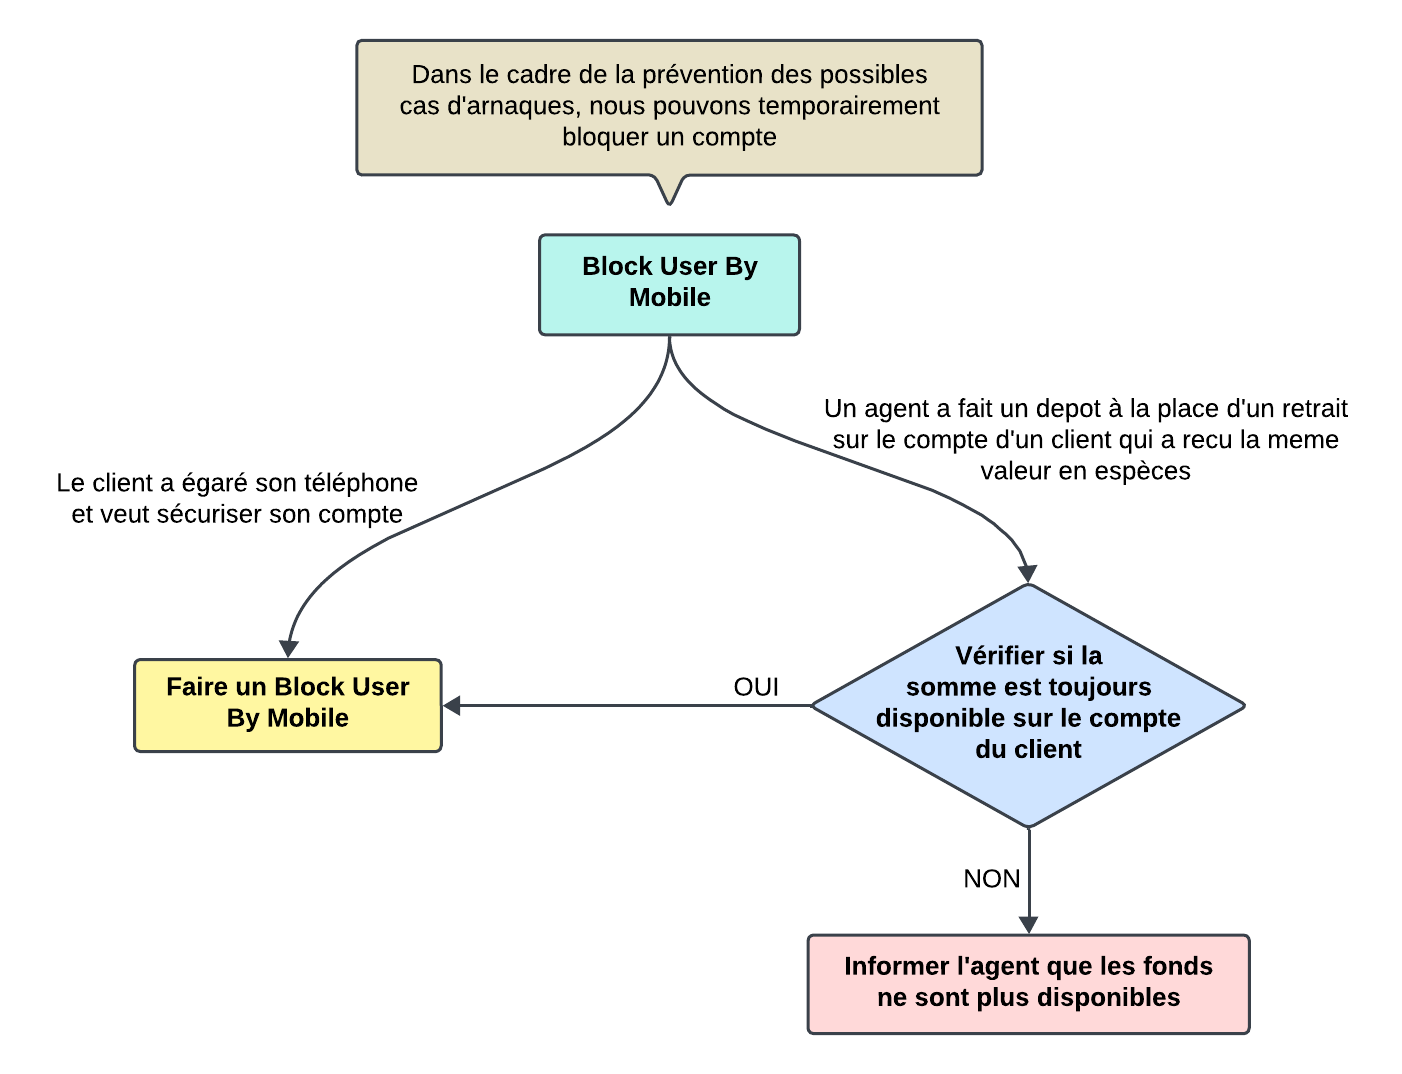 Dans le cadre de la prévention des possibles
cas d'arnaques, nous pouvons temporairement
bloquer un compte
Block User By
Mobile
Un agent a fait un depot à la place d'un retrait
sur le compte d'un client qui a recu la meme
valeur en espèces
Le client a égaré son téléphone
et veut sécuriser son compte
Vérifier si la
somme est toujours
disponible sur le compte
du client
OUI
Faire un Block User
By Mobile
NON
Informer l'agent que les fonds
ne sont plus disponibles